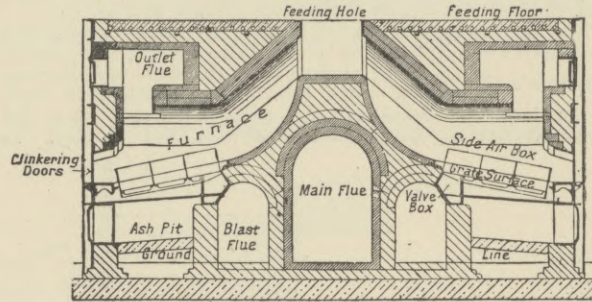 Feeding Hole
Feeding Floor
Outlet Flue
Furnace
Side Air Box
Grate Surface
Clinkering Doors
Main Flue
Valve Box
Ash Pit
Blast Flue
Ground Line